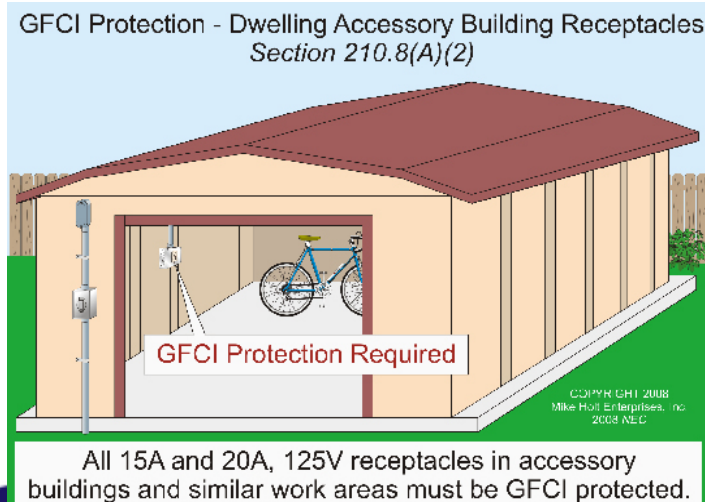 GFCI Protection - Dwelling Accessory Building Receptacles
Section 210.8(A)(2)
GFCI Protection Required
COPYRIGHT 2008
Mike Holt Enterprises, Inc
2008 NEC
All 15A and 20A, 125V receptacles in accessory
buildings and similar work areas must be GFCI protected.